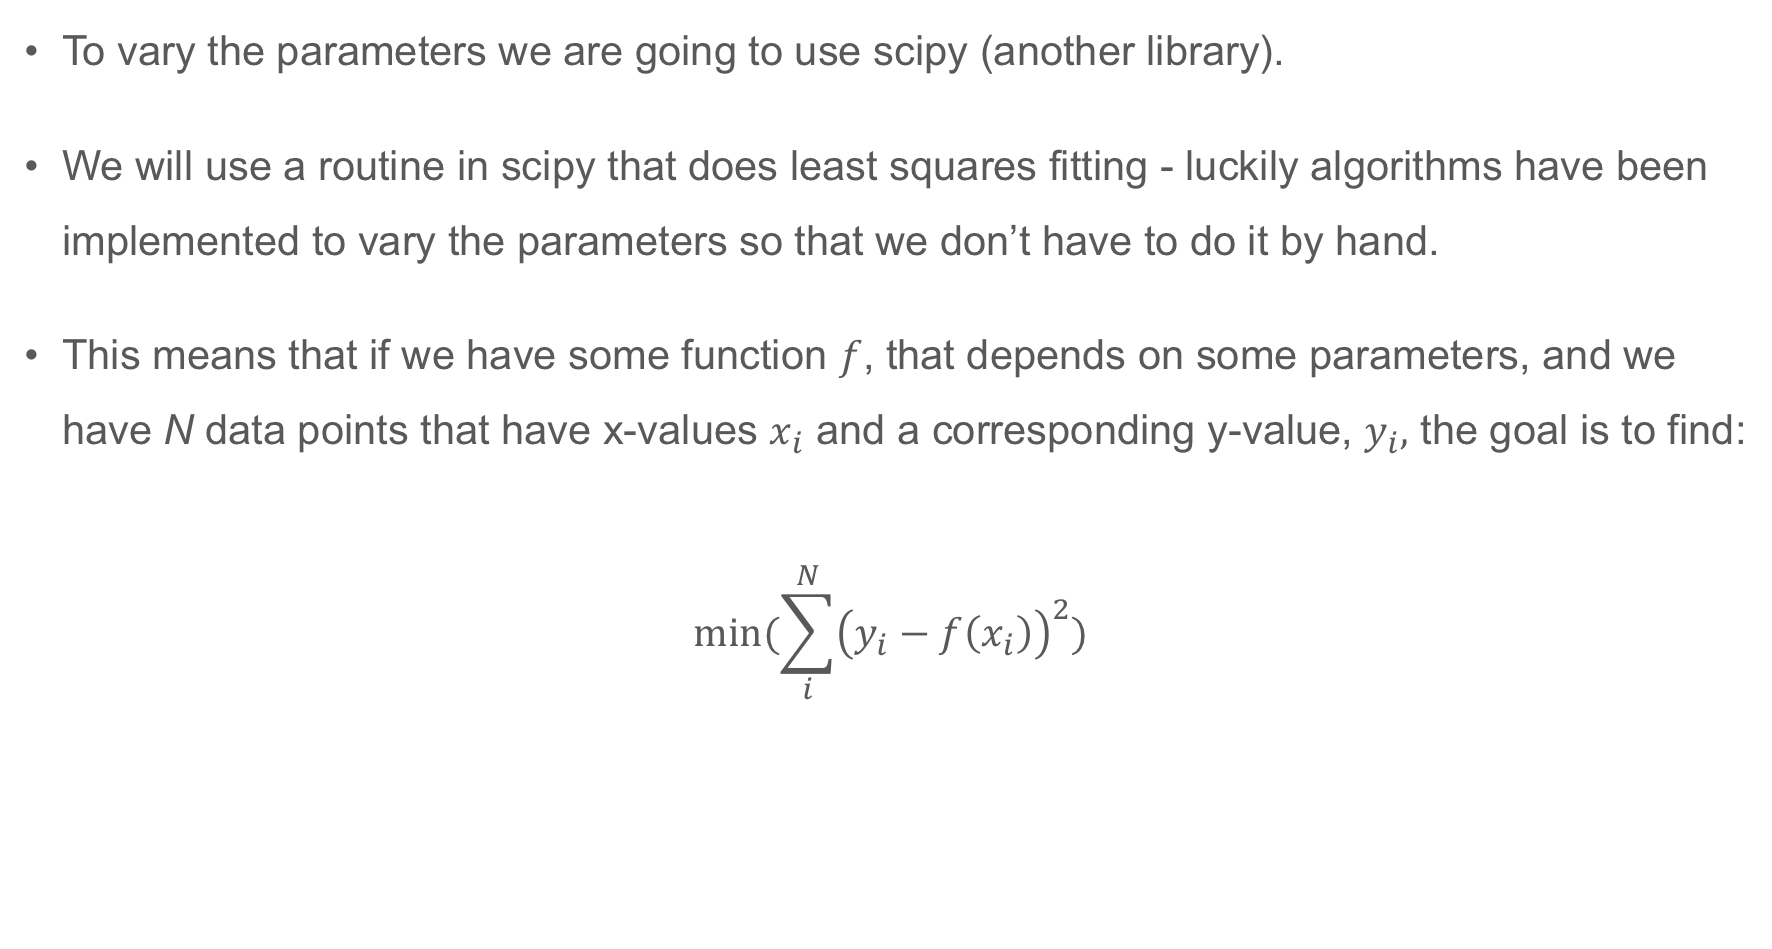 • To vary the parameters we are going to use scipy (another library).
• We will use a routine in scipy that does least squares fitting - luckily algorithms have been
implemented to vary the parameters so that we don’t have to do it by hand.
• This means that if we have some function 𝑓, that depends on some parameters, and we
have N data points that have x-values 𝑥ᵢ and a corresponding y-value, 𝑦ᵢ, the goal is to find:
min(∑ᵢᴺ(𝑦ᵢ − 𝑓(𝑥ᵢ))²)